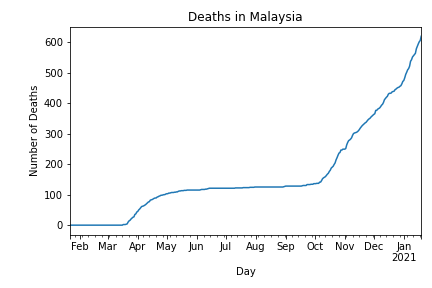 Deaths in Malaysia
Number of Deaths
600
500
400
300
200
100
0
Feb Mar Apr May Jun Jul Aug Sep Oct Nov Dec Jan
2021
Day